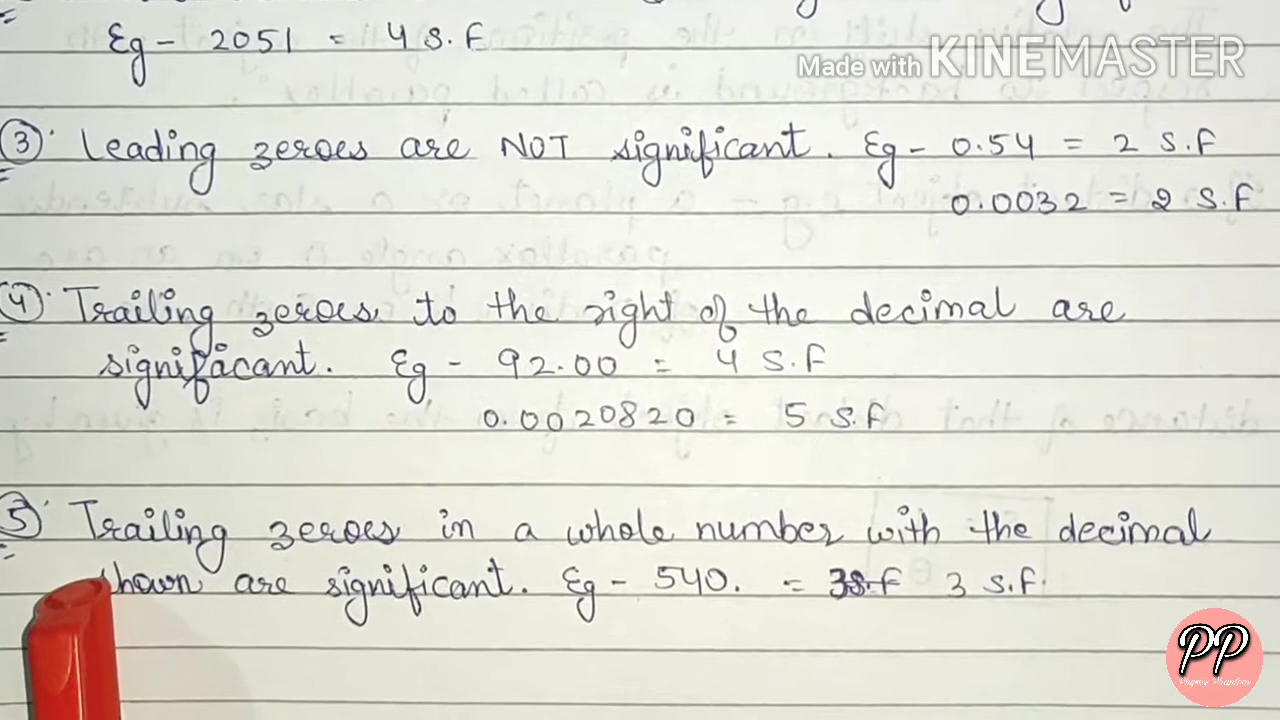 Eg - 2051 = 4 S.F
Made with KINEMASTER
③ Leading zeroes are NOT significant. Eg - 0.54 = 2 S.F
0.0032 = 2 S.F
④ Trailing zeroes to the right of the decimal are
significant. Eg - 92.00 = 4 S.F
0.0020820 = 5 S.F
⑤ Trailing zeroes in a whole number with the decimal
shown are significant. Eg - 540. = 3S.F 3 S.F.
PP